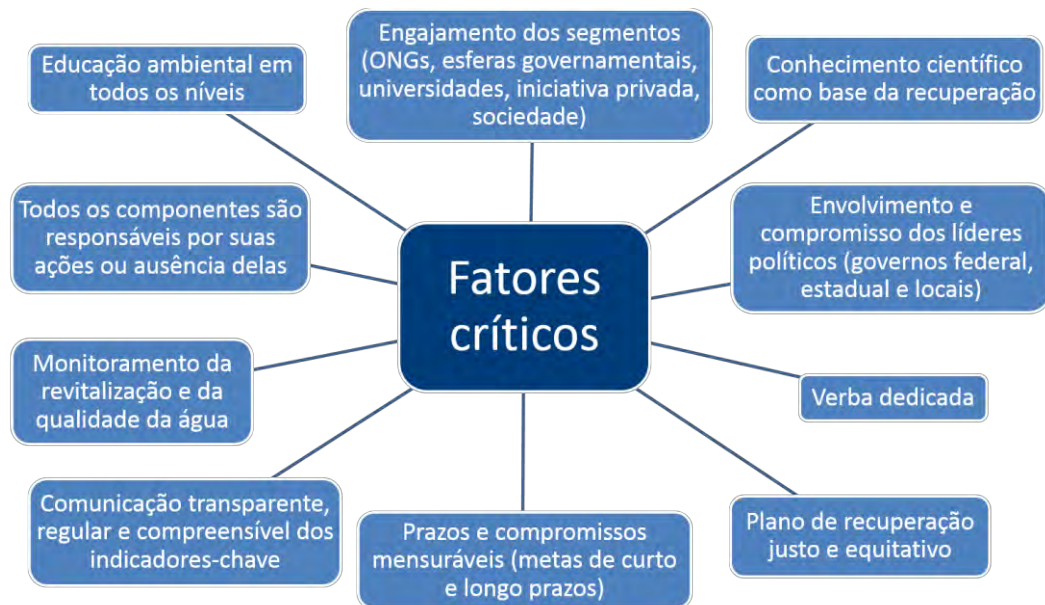 Educação ambiental em
todos os níveis
Engajamento dos segmentos
(ONGs, esferas governamentais,
universidades, iniciativa privada,
sociedade)
Conhecimento científico
como base da recuperação
Todos os componentes são
responsáveis por suas
ações ou ausência delas
Fatores
críticos
Envolvimento e
compromisso dos líderes
políticos (governos federal,
estadual e locais)
Monitoramento da
revitalização e da
qualidade da água
Verba dedicada
Comunicação transparente,
regular e compreensível dos
indicadores-chave
Prazos e compromissos
mensuráveis (metas de curto
e longo prazos)
Plano de recuperação
justo e equitativo